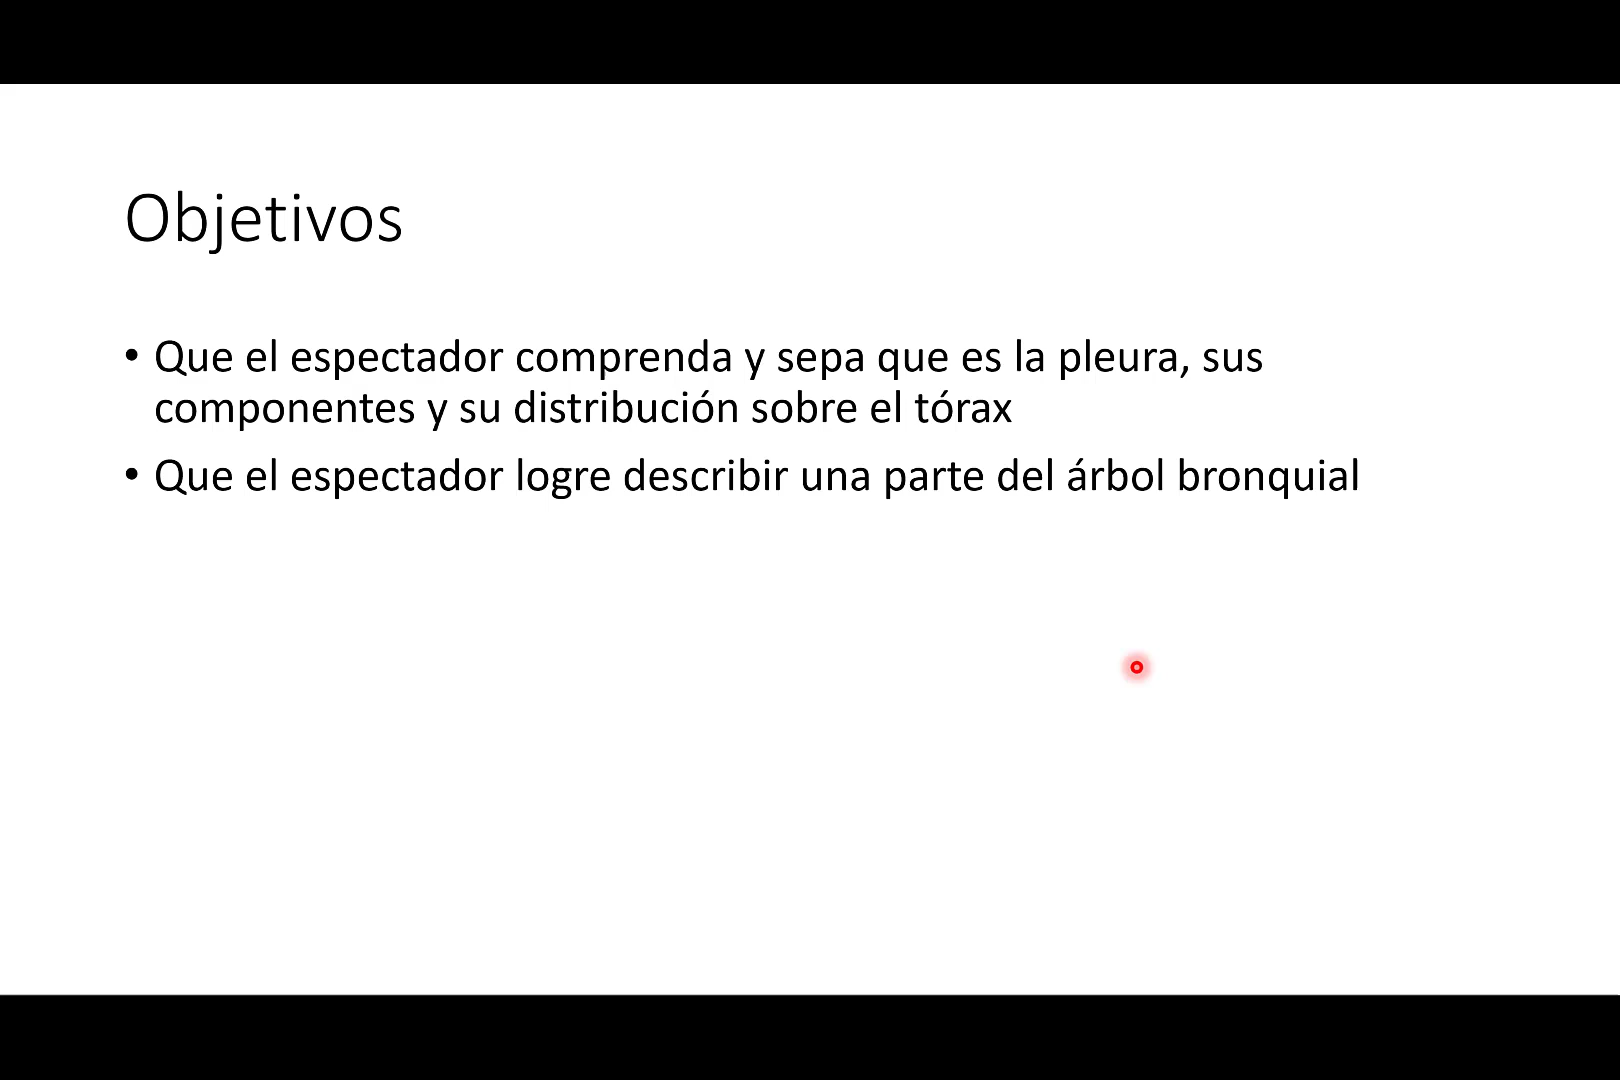 Objetivos
• Que el espectador comprenda y sepa que es la pleura, sus
componentes y su distribución sobre el tórax
• Que el espectador logre describir una parte del árbol bronquial